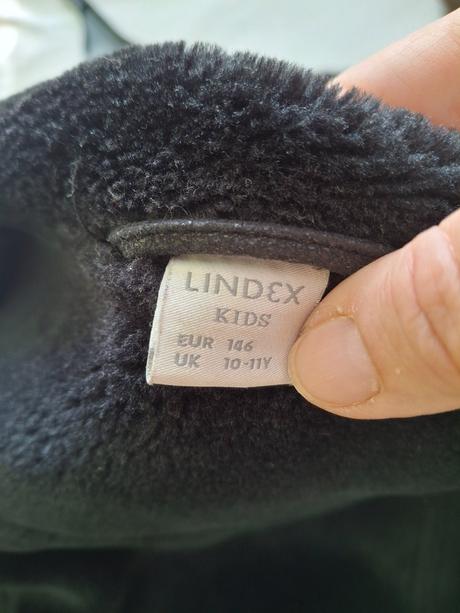 LINDEX
KIDS
EUR 146
UK 10-11Y